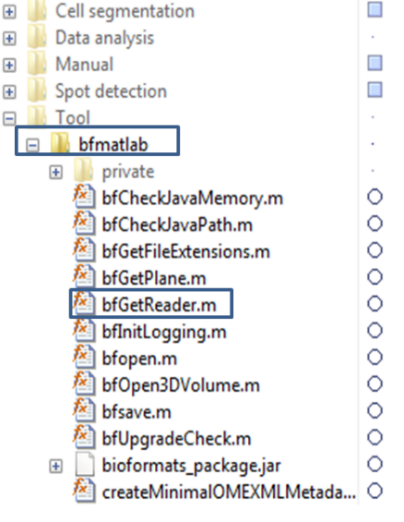 Cell segmentation
Data analysis
Manual
Spot detection
Tool
bfmatlab
private
bfCheckJavaMemory.m
bfCheckJavaPath.m
bfGetFileExtensions.m
bfGetPlane.m
bfGetReader.m
bfInitLogging.m
bfopen.m
bfOpen3DVolume.m
bfsave.m
bfUpgradeCheck.m
bioformats_package.jar
createMinimalOMEXMLMetada...